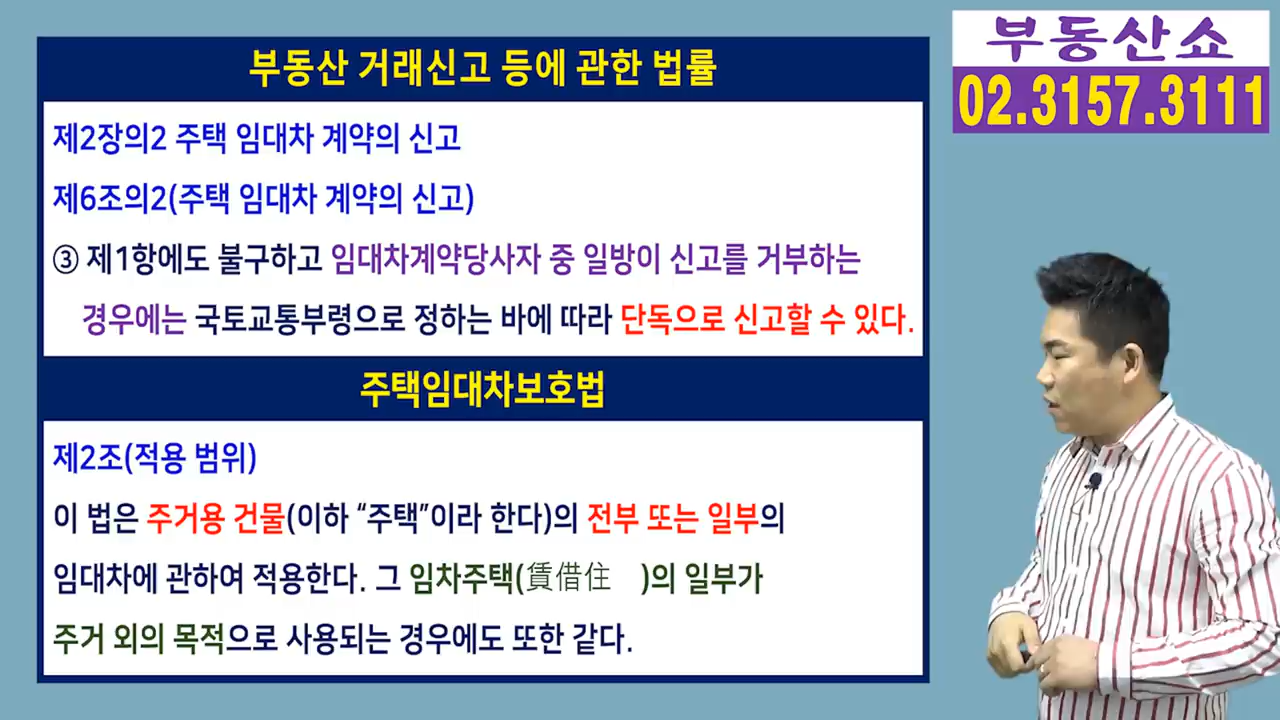 부동산쇼
02.3157.3111
부동산 거래신고 등에 관한 법률
제2장의2 주택 임대차 계약의 신고
제6조의2(주택 임대차 계약의 신고)
③ 제1항에도 불구하고 임대차계약당사자 중 일방이 신고를 거부하는
경우에는 국토교통부령으로 정하는 바에 따라 단독으로 신고할 수 있다.
주택임대차보호법
제2조(적용 범위)
이 법은 주거용 건물(이하 “주택”이라 한다)의 전부 또는 일부의
임대차에 관하여 적용한다. 그 임차주택(賃借住 )의 일부가
주거 외의 목적으로 사용되는 경우에도 또한 같다.